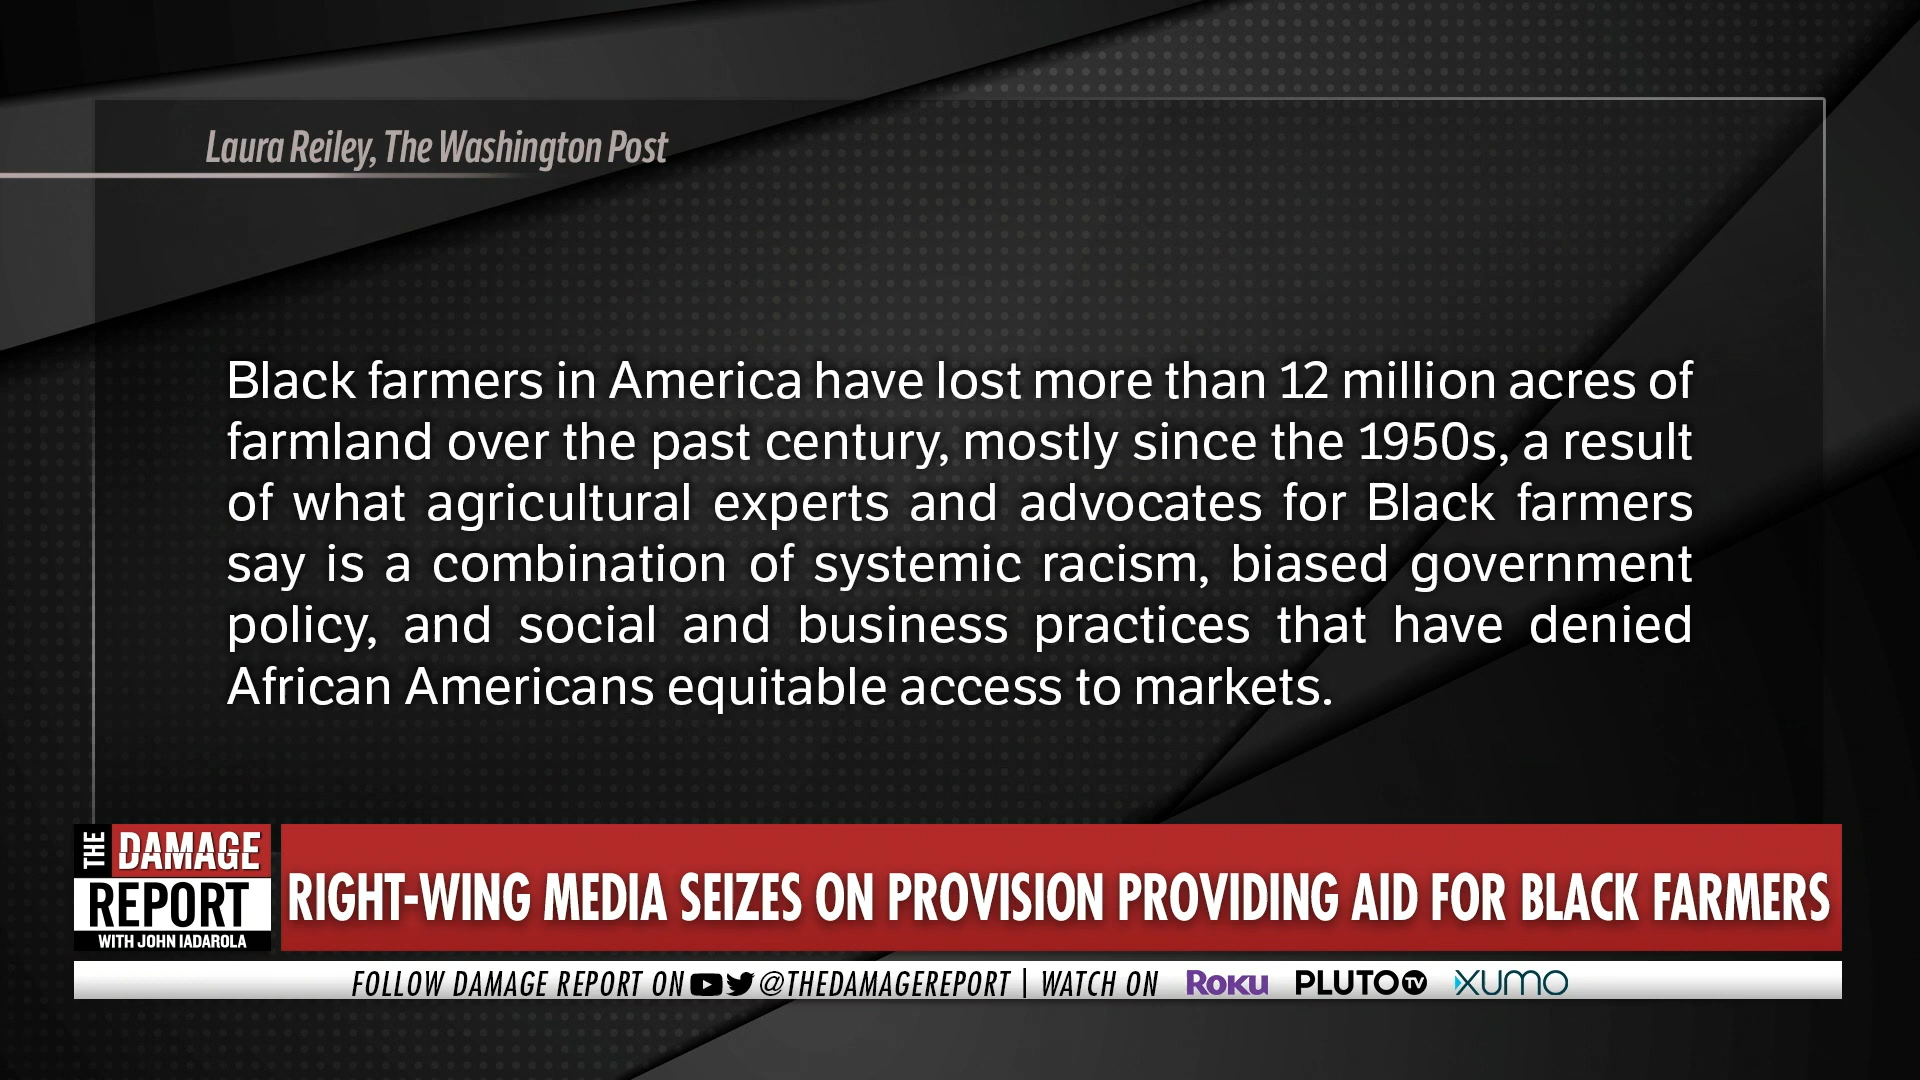 Laura Reiley, The Washington Post
Black farmers in America have lost more than 12 million acres of
farmland over the past century, mostly since the 1950s, a result
of what agricultural experts and advocates for Black farmers
say is a combination of systemic racism, biased government
policy, and social and business practices that have denied
African Americans equitable access to markets.
THE DAMAGE
REPORT
WITH JOHN IADAROLA
RIGHT-WING MEDIA SEIZES ON PROVISION PROVIDING AID FOR BLACK FARMERS
FOLLOW DAMAGE REPORT ON @THEDAMAGEREPORT | WATCH ON Roku PLUTO TV XUMO